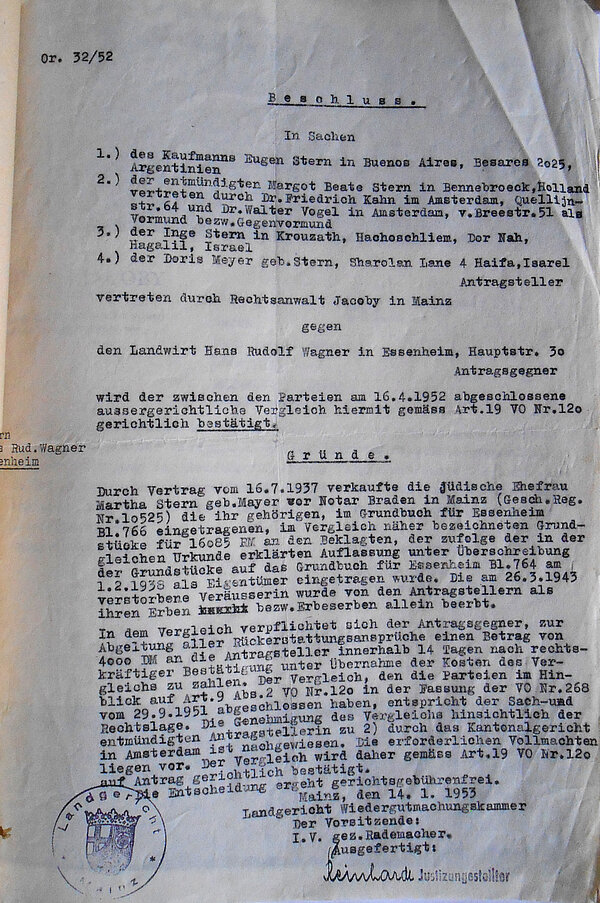 Or. 32/52
Beschluss.
In Sachen
1.) des Kaufmanns Eugen Stern in Buenos Aires, Besares 2o25,
Argentinien
2.) der entmündigten Margot Beate Stern in Bennebroeck,Holland
vertreten durch Dr.Friedrich Kahn im Amsterdam, Quellijn-
str.64 und Dr.Walter Vogel in Amsterdam, v.Breestr.51 als
Vormund bezw.Gegenvormund
3.) der Inge Stern in Krouzath, Hachoschliem, Dor Nah,
Hagalil, Israel
4.) der Doris Meyer geb.Stern, Sharolan Lane 4 Haifa,Isarel
Antragsteller
vertreten durch Rechtsanwalt Jacoby in Mainz
gegen
den Landwirt Hans Rudolf Wagner in Essenheim, Hauptstr. 3o
Antragsgegner
wird der zwischen den Parteien am 16.4.1952 abgeschlossene
aussergerichtliche Vergleich hiermit gemäss Art.19 VO Nr.12o
gerichtlich bestätigt.
rn
s Rud.Wagner
enheim
Gründe.
Durch Vertrag vom 16.7.1937 verkaufte die jüdische Ehefrau
Martha Stern geb.Mayer vor Notar Braden in Mainz (Gesch.Reg.
Nr.1o525) die ihr gehörigen, im Grundbuch für Essenheim
Bl.766 eingetragenen, im Vergleich näher bezeichneten Grund-
stücke für 16o85 RM an den Beklagten, der zufolge der in der
gleichen Urkunde erklärten Auflassung unter Überschreibung
der Grundstücke auf das Grundbuch für Essenheim Bl.764 am
1.2.1938 als Eigentümer eingetragen wurde. Die am 26.3.1943
verstorbene Veräusserin wurde von den Antragstellern als
ihren Erben bezw.Erbeserben allein beerbt.
In dem Vergleich verpflichtet sich der Antragsgegner, zur
Abgeltung aller Rückerstattungsansprüche einen Betrag von
4ooo DM an die Antragsteller innerhalb 14 Tagen nach rechts-
kräftiger Bestätigung unter Übernahme der Kosten des Ver-
gleichs zu zahlen. Der Vergleich, den die Parteien im Hin-
blick auf Art.9 Abs.2 VO Nr.12o in der Fassung der VO Nr.268
vom 29.9.1951 abgeschlossen haben, entspricht der Sach-und
Rechtslage. Die Genehmigung des Vergleichs hinsichtlich der
entmündigten Antragstellerin zu 2) durch das Kantonalgericht
in Amsterdam ist nachgewiesen. Die erforderlichen Vollmachten
liegen vor. Der Vergleich wird daher gemäss Art.19 VO Nr.12o
auf Antrag gerichtlich bestätigt.
Die Entscheidung ergeht gerichtsgebührenfrei.
Mainz, den 14. 1. 1953
Landgericht Wiedergutmachungskammer
Der Vorsitzende:
I.V. gez.Rademacher.
Ausgefertigt:
Reinhard Justizangestellter
Landgericht
Mainz